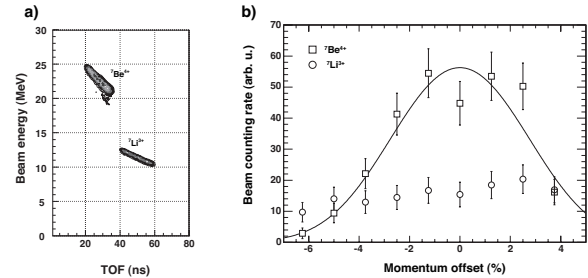 a)
30
25
20
15
10
5
0
Beam energy (MeV)
⁷Be⁴⁺
⁷Li³⁺
20
40
60
80
TOF (ns)
b)
70
60
50
40
30
20
10
0
Beam counting rate (arb. u.)
⁷Be⁴⁺
⁷Li³⁺
-6
-4
-2
0
2
4
Momentum offset (%)